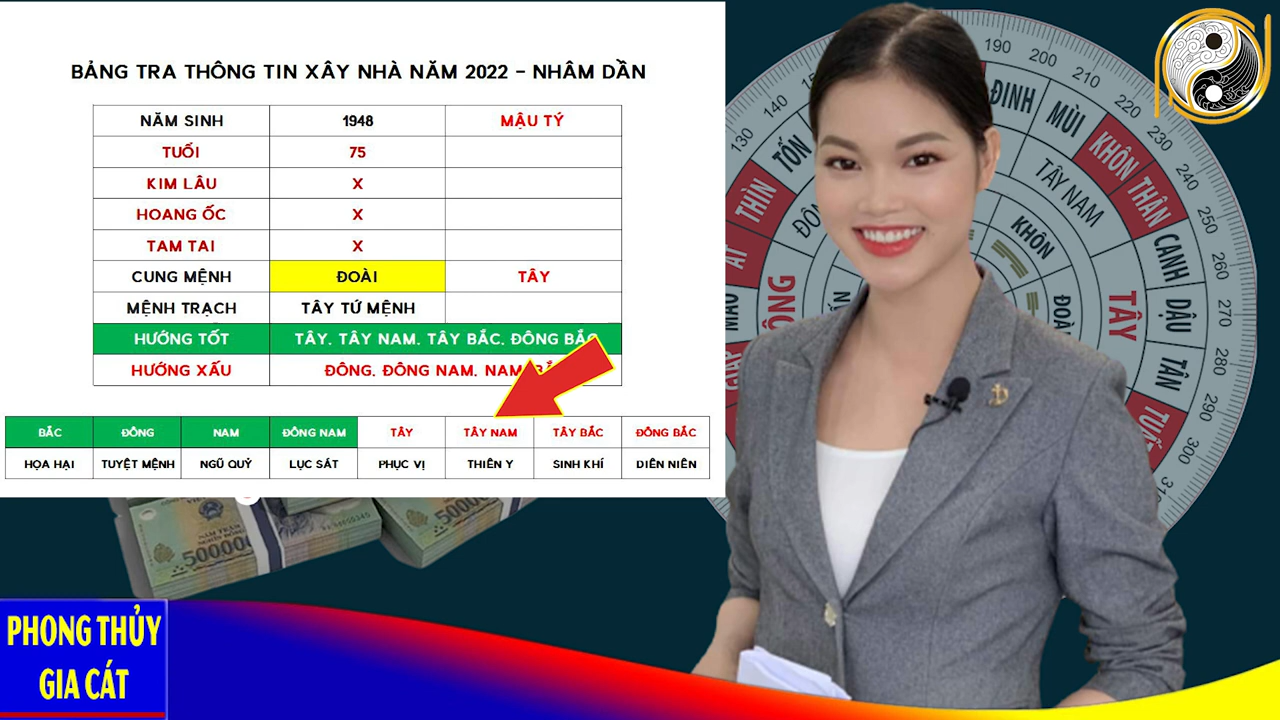 BẢNG TRA THÔNG TIN XÂY NHÀ NĂM 2022 - NHÂM DẦN
NĂM SINH 1948 MẬU TÝ
TUỔI 75
KIM LÂU X
HOANG ỐC X
TAM TAI X
CUNG MỆNH ĐOÀI TÂY
MỆNH TRẠCH TÂY TỨ MỆNH
HƯỚNG TỐT TÂY. TÂY NAM. TÂY BẮC. ĐÔNG BẮC
HƯỚNG XẤU ĐÔNG. ĐÔNG NAM. NAM.
BẮC ĐÔNG NAM ĐÔNG NAM TÂY TÂY NAM TÂY BẮC ĐÔNG BẮC
HỌA HẠI TUYỆT MỆNH NGŨ QUỶ LỤC SÁT PHỤC VỊ THIÊN Y SINH KHÍ DIÊN NIÊN
130 140 190 200 210 220 230 240 250 260 270 280 290 300
THÌN TỐN ĐINH MÙI KHÔN THÂN CANH DẬU TÂN
TÂY NAM TÂY
KHÔN
500000
PHONG THỦY
GIA CÁT